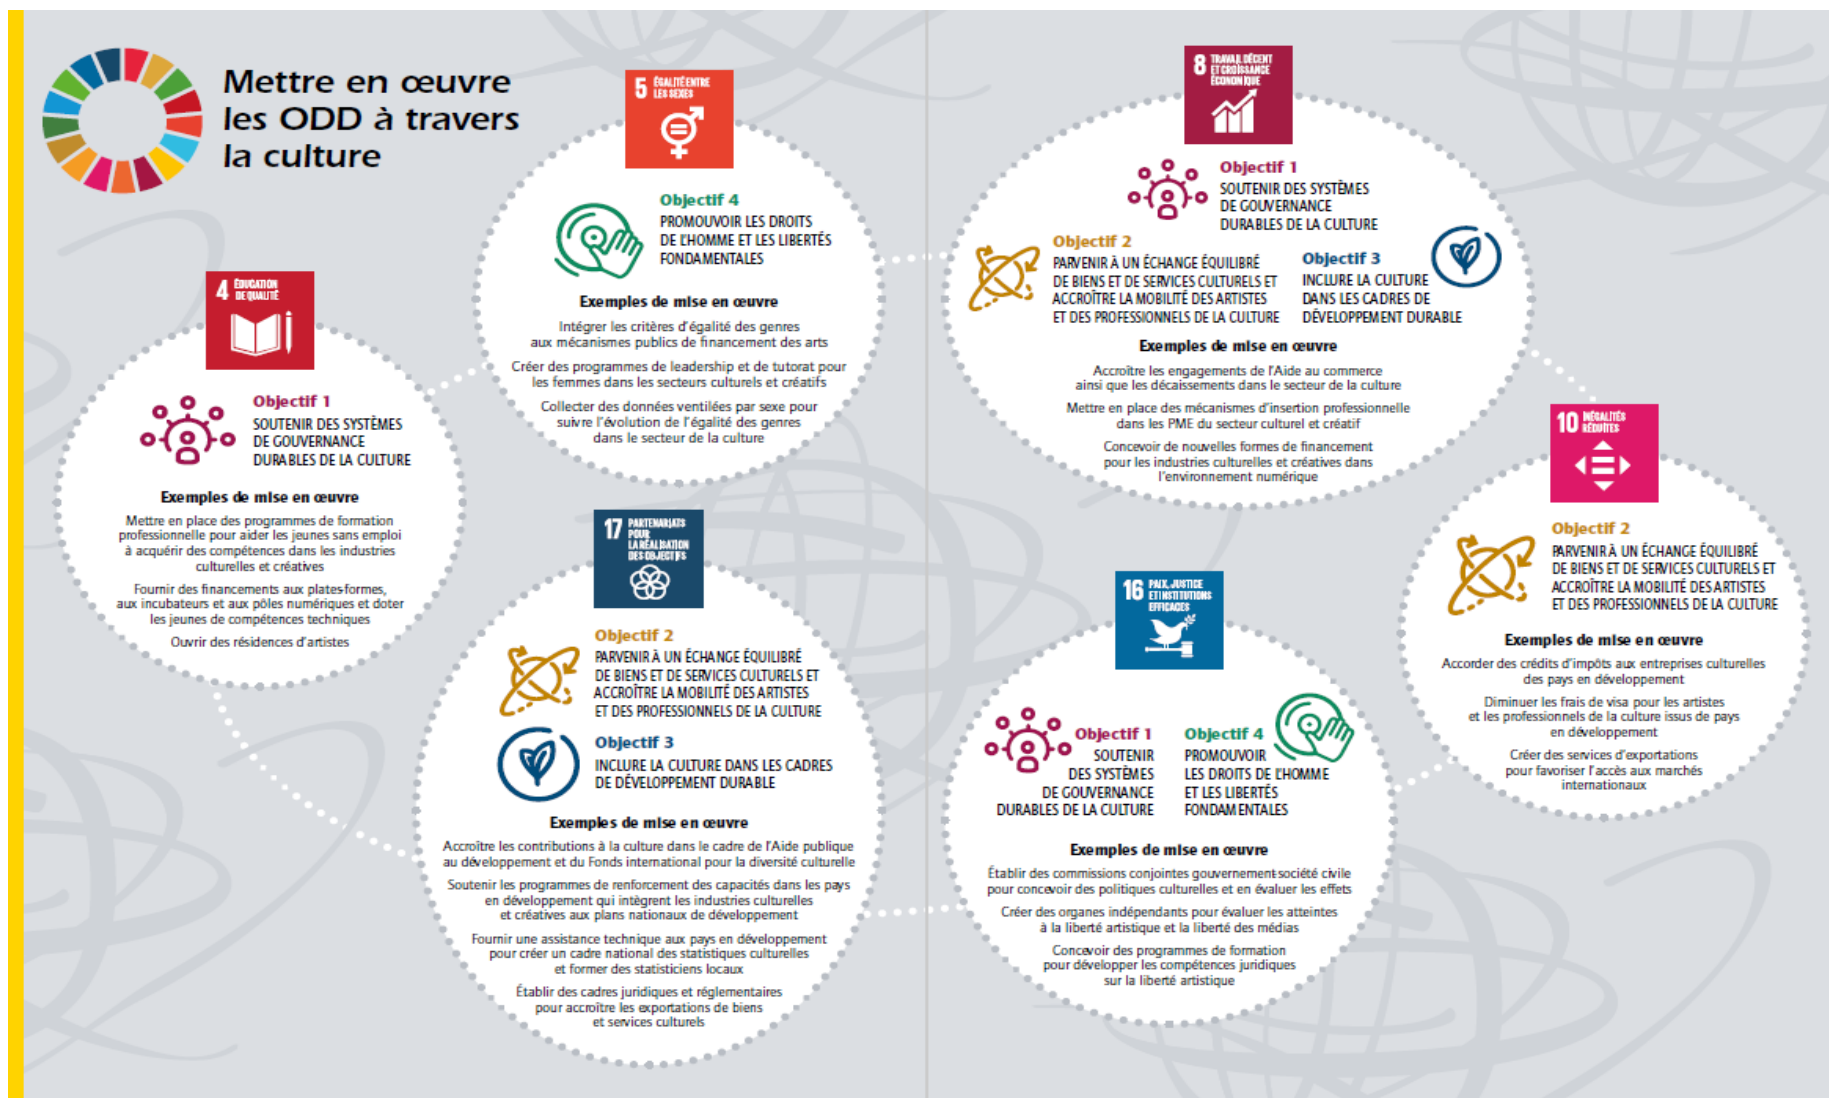 Mettre en œuvre
les ODD à travers
la culture
4 ÉDUCATION
DE QUALITÉ
Objectif 1
SOUTENIR DES SYSTÈMES
DE GOUVERNANCE
DURABLES DE LA CULTURE
Exemples de mise en œuvre
Mettre en place des programmes de formation
professionnelle pour aider les jeunes sans emploi
à acquérir des compétences dans les industries
culturelles et créatives
Fournir des financements aux plates-formes,
aux incubateurs et aux pôles numériques et doter
les jeunes de compétences techniques
Ouvrir des résidences d'artistes
5 ÉGALITÉ ENTRE
LES SEXES
Objectif 4
PROMOUVOIR LES DROITS
DE L'HOMME ET LES LIBERTÉS
FONDAMENTALES
Exemples de mise en œuvre
Intégrer les critères d'égalité des genres
aux mécanismes publics de financement des arts
Créer des programmes de leadership et de tutorat pour
les femmes dans les secteurs culturels et créatifs
Collecter des données ventilées par sexe pour
suivre l'évolution de l'égalité des genres
dans le secteur de la culture
17 PARTENARIATS
POUR
LA RÉALISATION
DES OBJECTIFS
Objectif 2
PARVENIR À UN ÉCHANGE ÉQUILIBRÉ
DE BIENS ET DE SERVICES CULTURELS ET
ACCROÎTRE LA MOBILITÉ DES ARTISTES
ET DES PROFESSIONNELS DE LA CULTURE
Objectif 3
INCLURE LA CULTURE DANS LES CADRES
DE DÉVELOPPEMENT DURABLE
Exemples de mise en œuvre
Accroître les contributions à la culture dans le cadre de l'Aide publique
au développement et du Fonds international pour la diversité culturelle
Soutenir les programmes de renforcement des capacités dans les pays
en développement qui intègrent les industries culturelles
et créatives aux plans nationaux de développement
Fournir une assistance technique aux pays en développement
pour créer un cadre national des statistiques culturelles
et former des statisticiens locaux
Établir des cadres juridiques et réglementaires
pour accroître les exportations de biens
et services culturels
8 TRAVAIL DÉCENT
ET CROISSANCE
ÉCONOMIQUE
Objectif 1
SOUTENIR DES SYSTÈMES
DE GOUVERNANCE
DURABLES DE LA CULTURE
Objectif 2
PARVENIR À UN ÉCHANGE ÉQUILIBRÉ
DE BIENS ET DE SERVICES CULTURELS ET
ACCROÎTRE LA MOBILITÉ DES ARTISTES
ET DES PROFESSIONNELS DE LA CULTURE
Objectif 3
INCLURE LA CULTURE
DANS LES CADRES DE
DÉVELOPPEMENT DURABLE
Exemples de mise en œuvre
Accroître les engagements de l'Aide au commerce
ainsi que les décaissements dans le secteur de la culture
Mettre en place des mécanismes d'insertion professionnelle
dans les PME du secteur culturel et créatif
Concevoir de nouvelles formes de financement
pour les industries culturelles et créatives dans
l'environnement numérique
10 INÉGALITÉS
RÉDUITES
Objectif 2
PARVENIR À UN ÉCHANGE ÉQUILIBRÉ
DE BIENS ET DE SERVICES CULTURELS ET
ACCROÎTRE LA MOBILITÉ DES ARTISTES
ET DES PROFESSIONNELS DE LA CULTURE
Exemples de mise en œuvre
Accorder des crédits d'impôts aux entreprises culturelles
des pays en développement
Diminuer les frais de visa pour les artistes
et les professionnels de la culture issus de pays
en développement
Créer des services d'exportations
pour favoriser l'accès aux marchés
internationaux
16 PAIX, JUSTICE
ET INSTITUTIONS
EFFICACES
Objectif 1
SOUTENIR
DES SYSTÈMES
DE GOUVERNANCE
DURABLES DE LA CULTURE
Objectif 4
PROMOUVOIR
LES DROITS DE L'HOMME
ET LES LIBERTÉS
FONDAMENTALES
Exemples de mise en œuvre
Établir des commissions conjointes gouvernement-société civile
pour concevoir des politiques culturelles et en évaluer les effets
Créer des organes indépendants pour évaluer les atteintes
à la liberté artistique et la liberté des médias
Concevoir des programmes de formation
pour développer les compétences juridiques
sur la liberté artistique